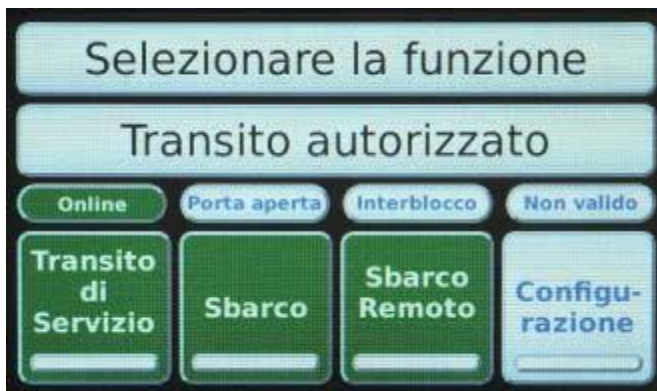 Selezionare la funzione
Transito autorizzato
Online Porta aperta Interblocco Non valido
Transito
di
Servizio
Sbarco
Sbarco
Remoto
Configu-
razione